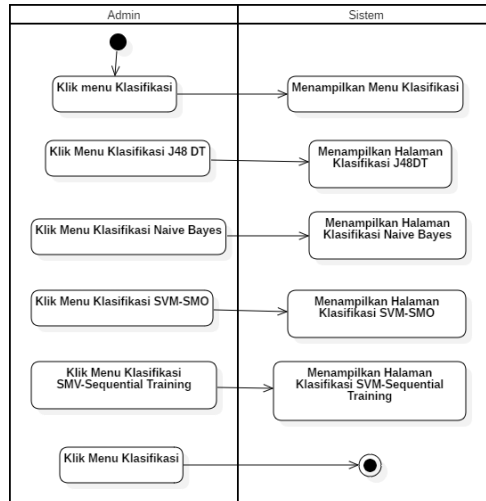 Admin
Sistem
Klik menu Klasifikasi
Menampilkan Menu Klasifikasi
Klik Menu Klasifikasi J48 DT
Menampilkan Halaman
Klasifikasi J48DT
Klik Menu Klasifikasi Naive Bayes
Menampilkan Halaman
Klasifikasi Naive Bayes
Klik Menu Klasifikasi SVM-SMO
Menampilkan Halaman
Klasifikasi SVM-SMO
Klik Menu Klasifikasi
SMV-Sequential Training
Menampilkan Halaman
Klasifikasi SVM-Sequential
Training
Klik Menu Klasifikasi